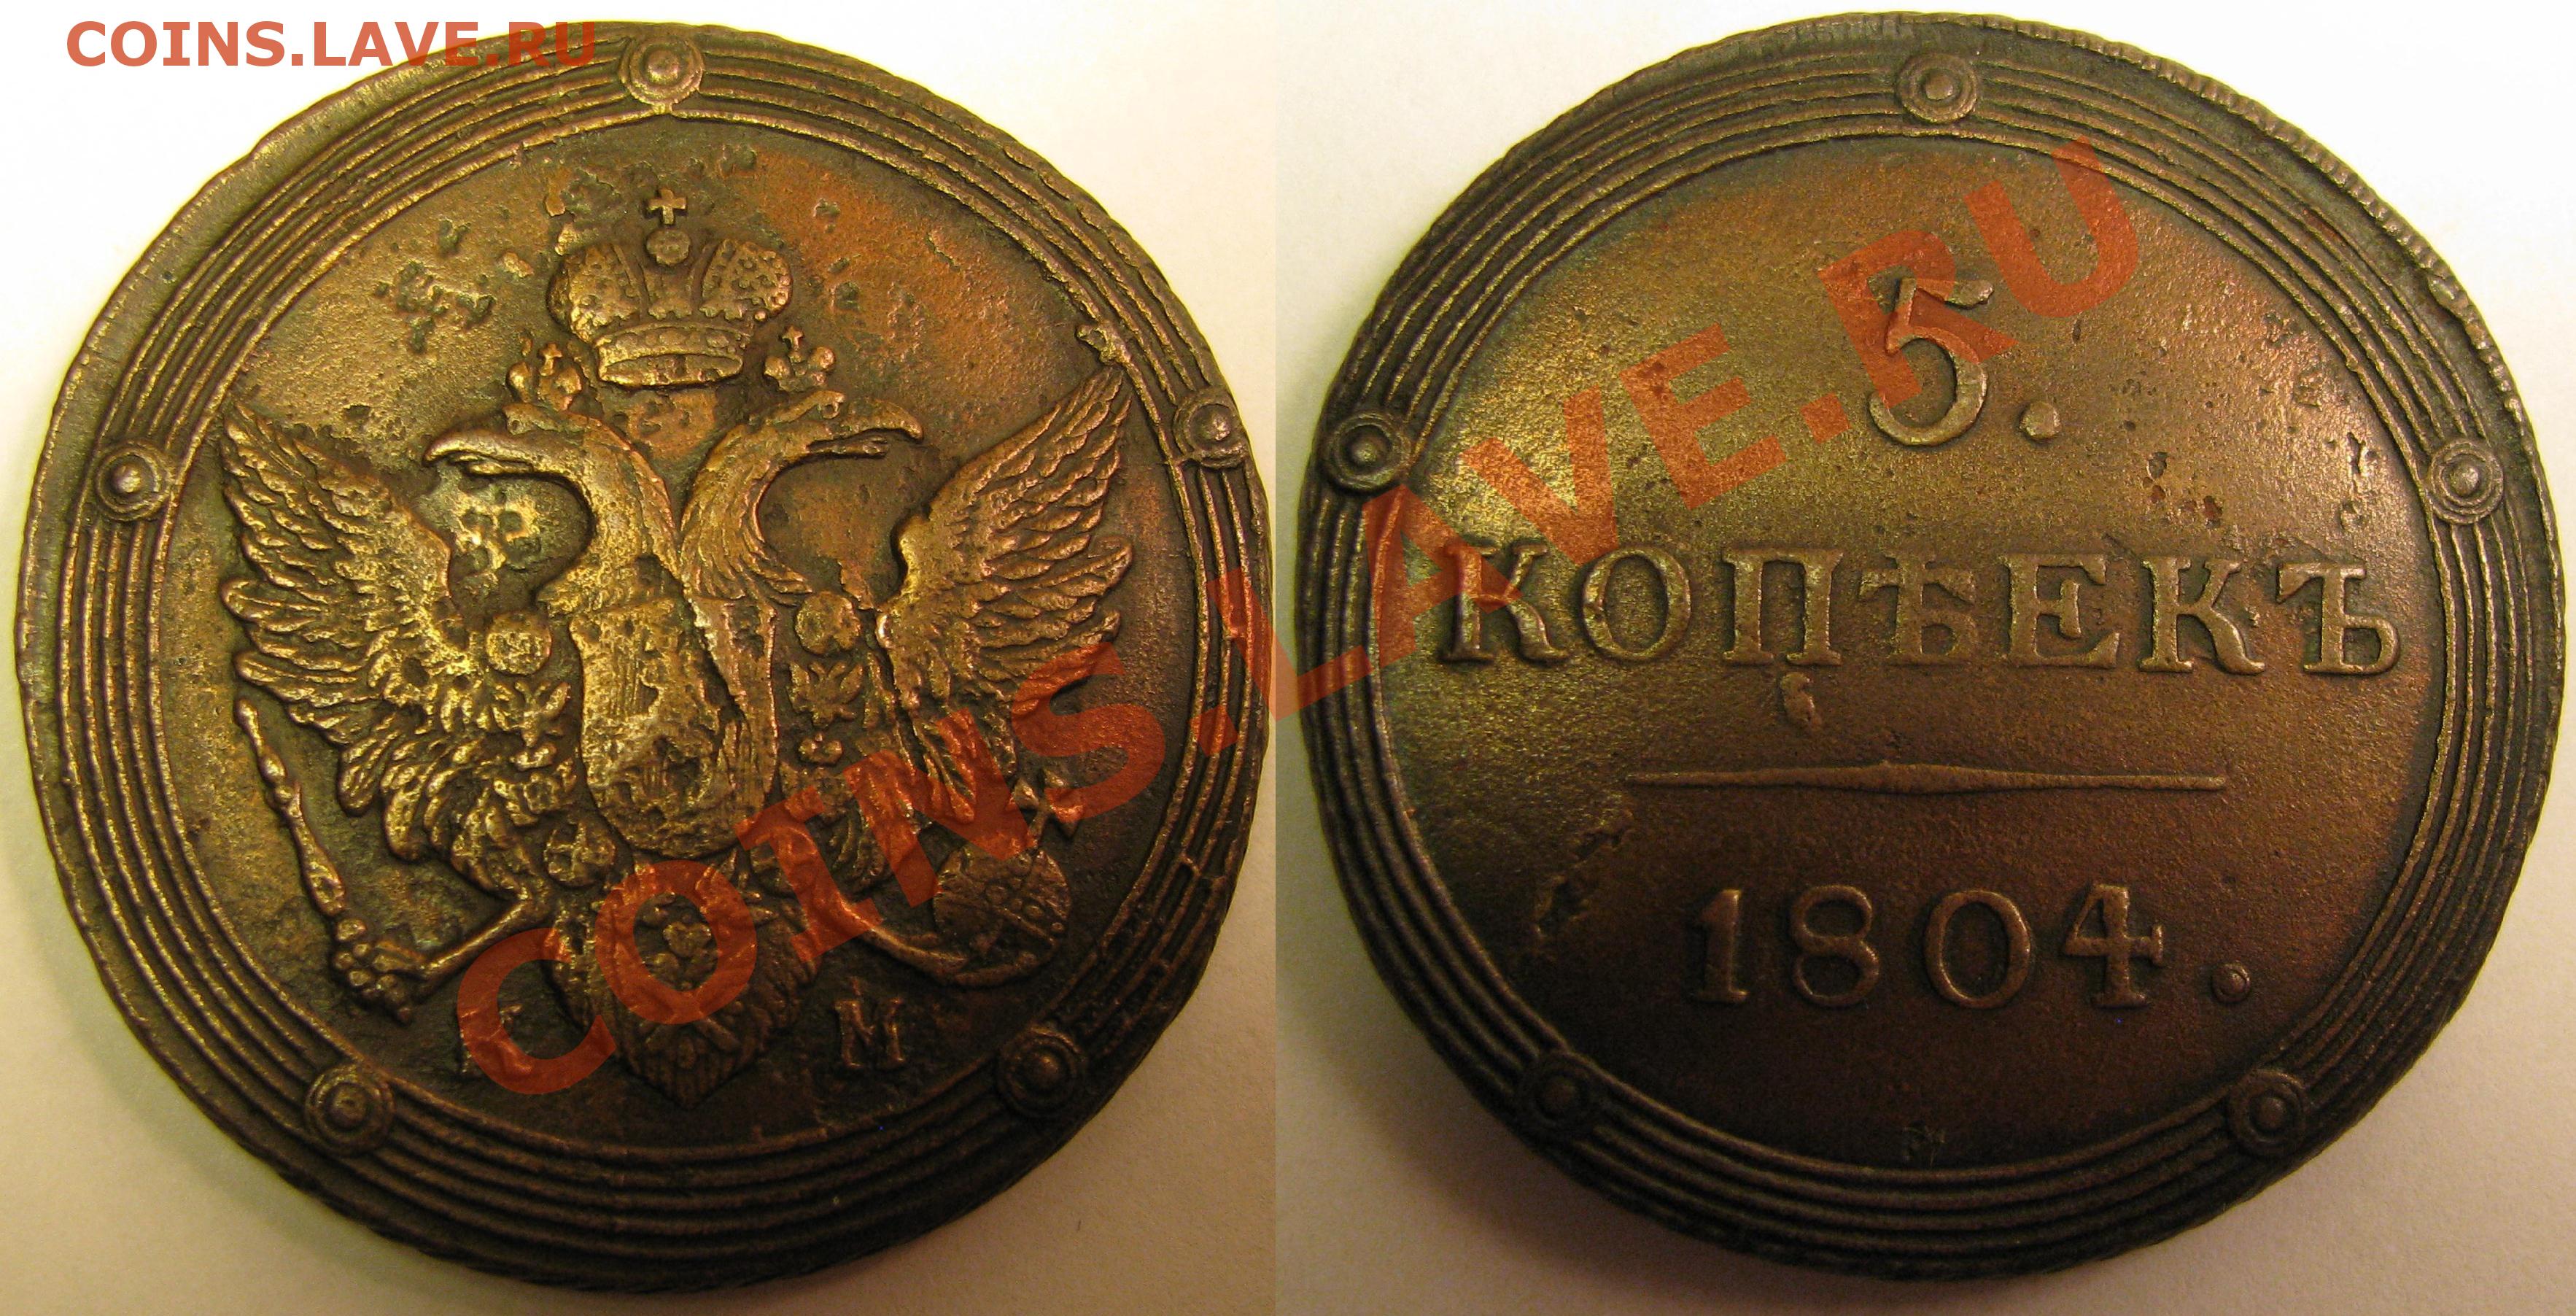 COINS.LAVE.RU
К М
5.
КОПѢЕКЪ
1804.
COINS.LAVE.RU